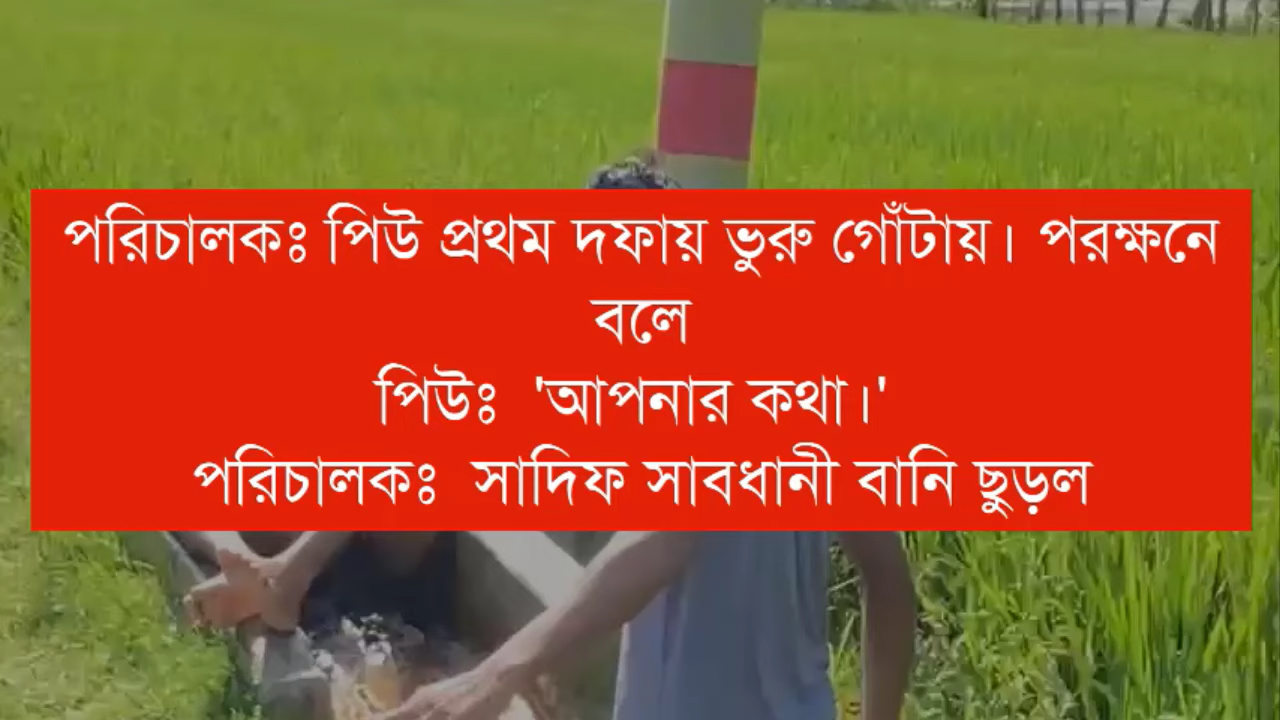 পরিচালকঃ পিউ প্রথম দফায় ভুরু গোঁটায়। পরক্ষনে
বলে
পিউঃ 'আপনার কথা।'
পরিচালকঃ সাদিফ সাবধানী বানি ছুড়ল